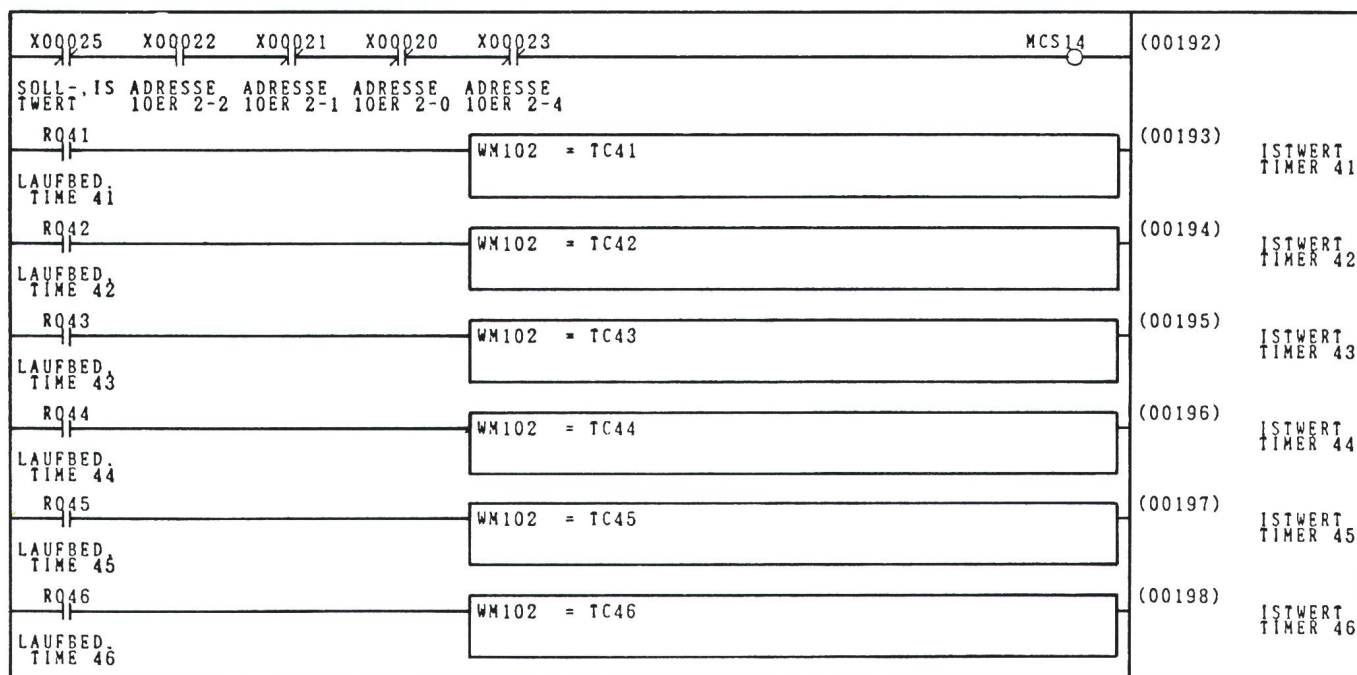 X00025 X00022 X00021 X00020 X00023 MCS14 (00192)
SOLL-,IS ADRESSE ADRESSE ADRESSE ADRESSE
TWERT 10ER 2-2 10ER 2-1 10ER 2-0 10ER 2-4
R041 WM102 = TC41 (00193) ISTWERT
TIMER 41
LAUFBED.
TIME 41
R042 WM102 = TC42 (00194) ISTWERT
TIMER 42
LAUFBED.
TIME 42
R043 WM102 = TC43 (00195) ISTWERT
TIMER 43
LAUFBED.
TIME 43
R044 WM102 = TC44 (00196) ISTWERT
TIMER 44
LAUFBED.
TIME 44
R045 WM102 = TC45 (00197) ISTWERT
TIMER 45
LAUFBED.
TIME 45
R046 WM102 = TC46 (00198) ISTWERT
TIMER 46
LAUFBED.
TIME 46